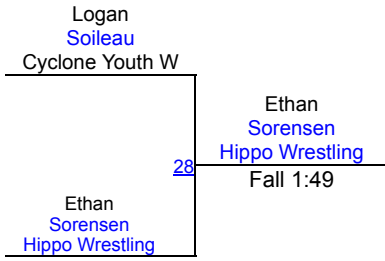 Logan
Soileau
Cyclone Youth W
Ethan
Sorensen
Hippo Wrestling
28
Fall 1:49
Ethan
Sorensen
Hippo Wrestling